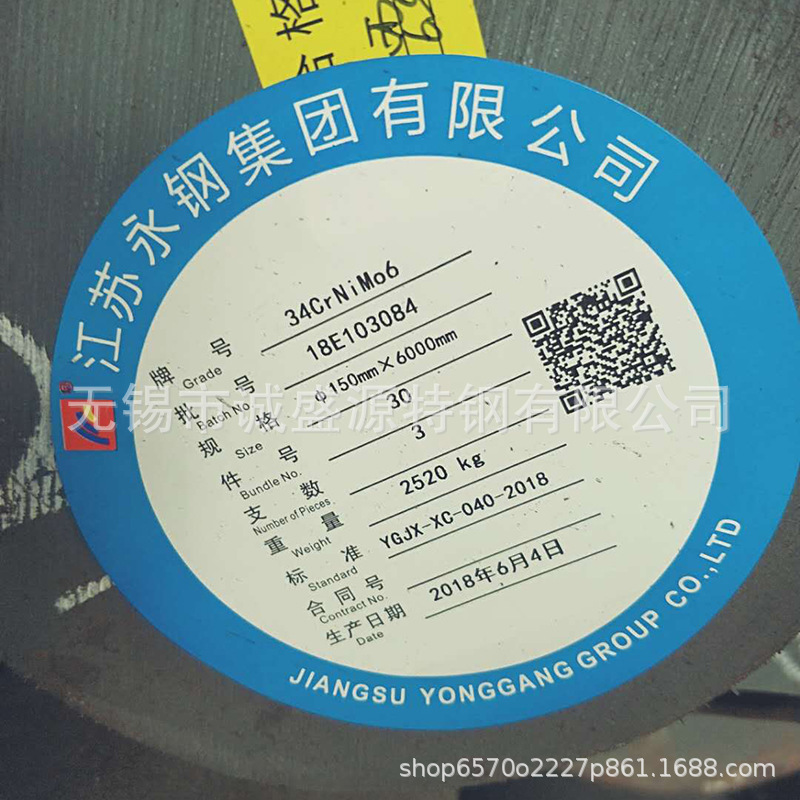 合格
江苏永钢集团有限公司
牌号 34CrNiMo6
Grade
批号 18E103084
Batch No.
规格 φ150mm×6000mm
Size
件号 30
Bundle No.
支数 3
Number of Pieces
重量 2520 kg
Weight
标准 YGJX-XC-040-2018
Standard
合同号
Contract No.
生产日期 2018年6月4日
Date
JIANGSU YONGGANG GROUP CO.,LTD
无锡市诚盛源特钢有限公司
shop6570o2227p861.1688.com